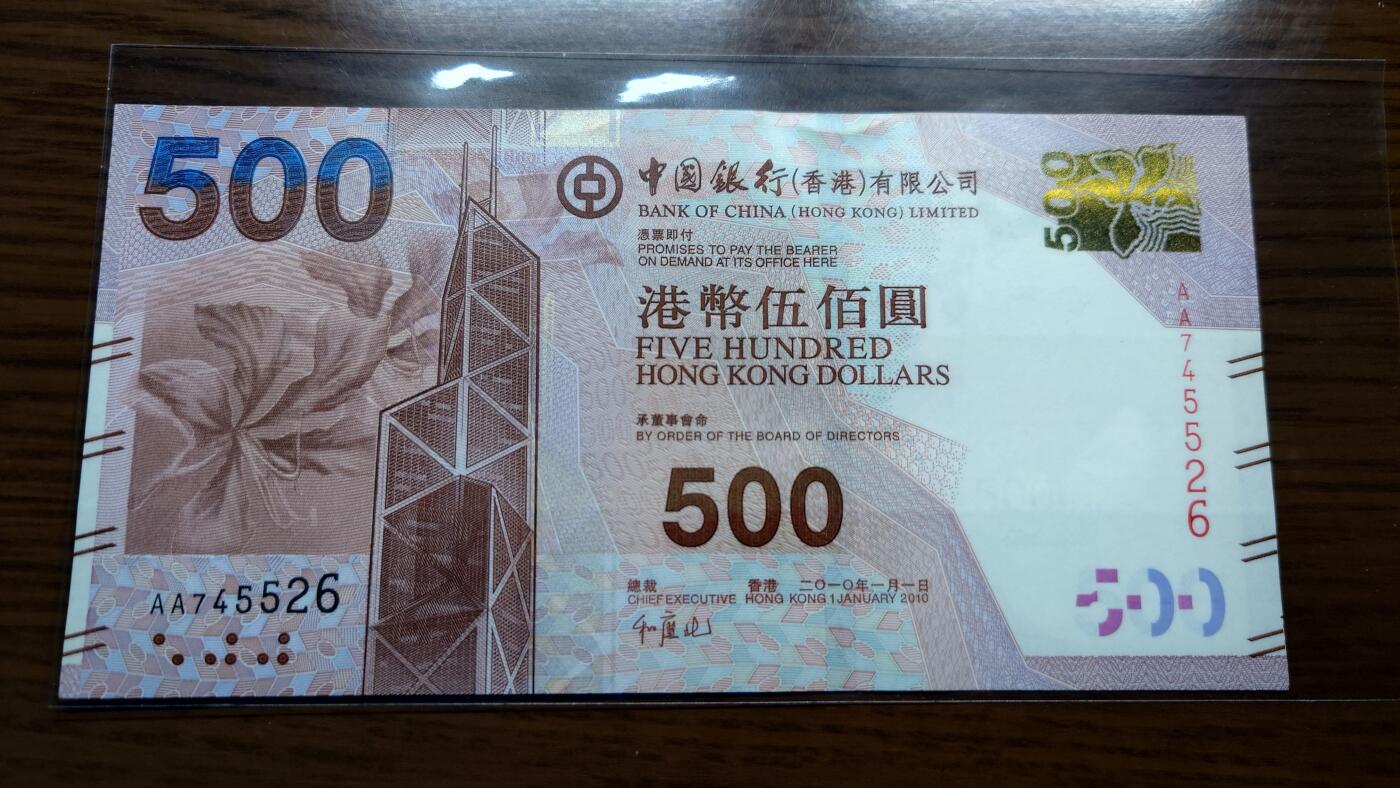 500
中國銀行(香港)有限公司
BANK OF CHINA (HONG KONG) LIMITED
憑票即付
PROMISES TO PAY THE BEARER
ON DEMAND AT ITS OFFICE HERE
港幣伍佰圓
FIVE HUNDRED
HONG KONG DOLLARS
承董事會命
BY ORDER OF THE BOARD OF DIRECTORS
500
總裁 香港 二〇一〇年一月一日
CHIEF EXECUTIVE HONG KONG 1 JANUARY 2010
AA745526
500
AA745526
500